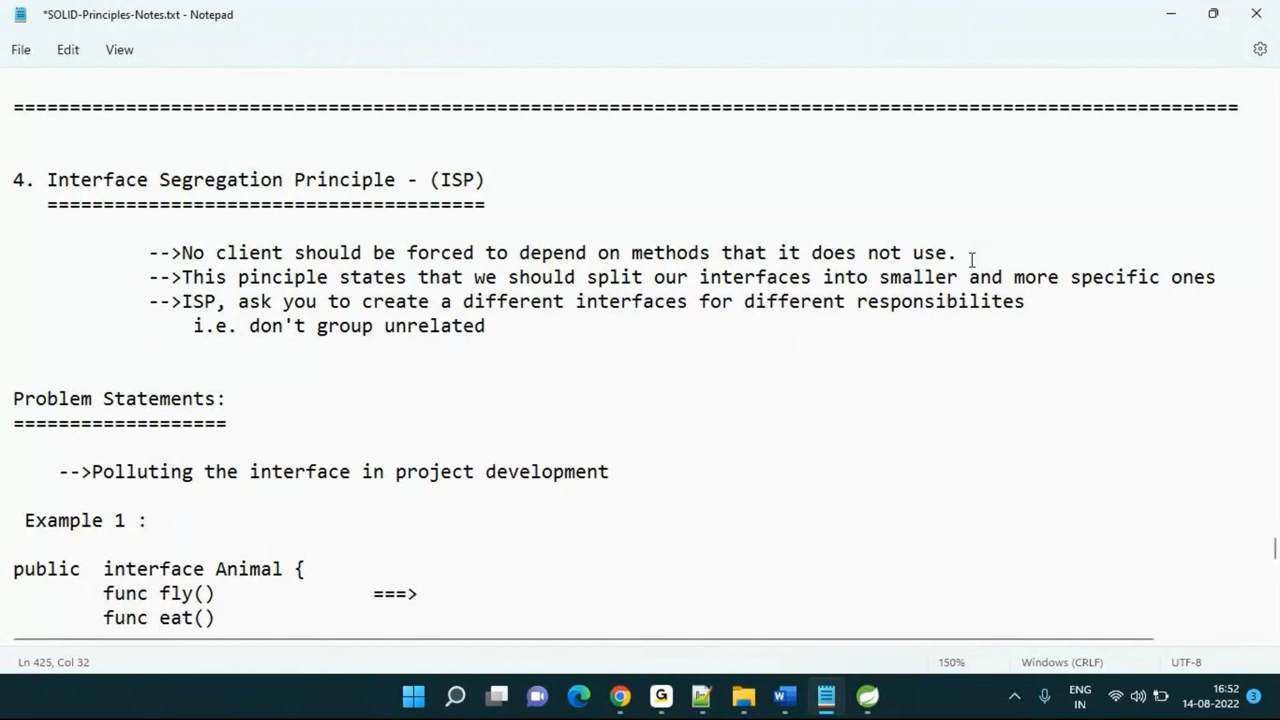 *SOLID-Principles-Notes.txt - Notepad
File Edit View
=============================================================================================================
4. Interface Segregation Principle - (ISP)
=======================================
-->No client should be forced to depend on methods that it does not use.
-->This pinciple states that we should split our interfaces into smaller and more specific ones
-->ISP, ask you to create a different interfaces for different responsibilites
i.e. don't group unrelated
Problem Statements:
===================
-->Polluting the interface in project development
Example 1 :
public  interface Animal {
func fly() ===>
func eat()
Ln 425, Col 32 150% Windows (CRLF) UTF-8
ENG 16:52
IN 14-08-2022 3